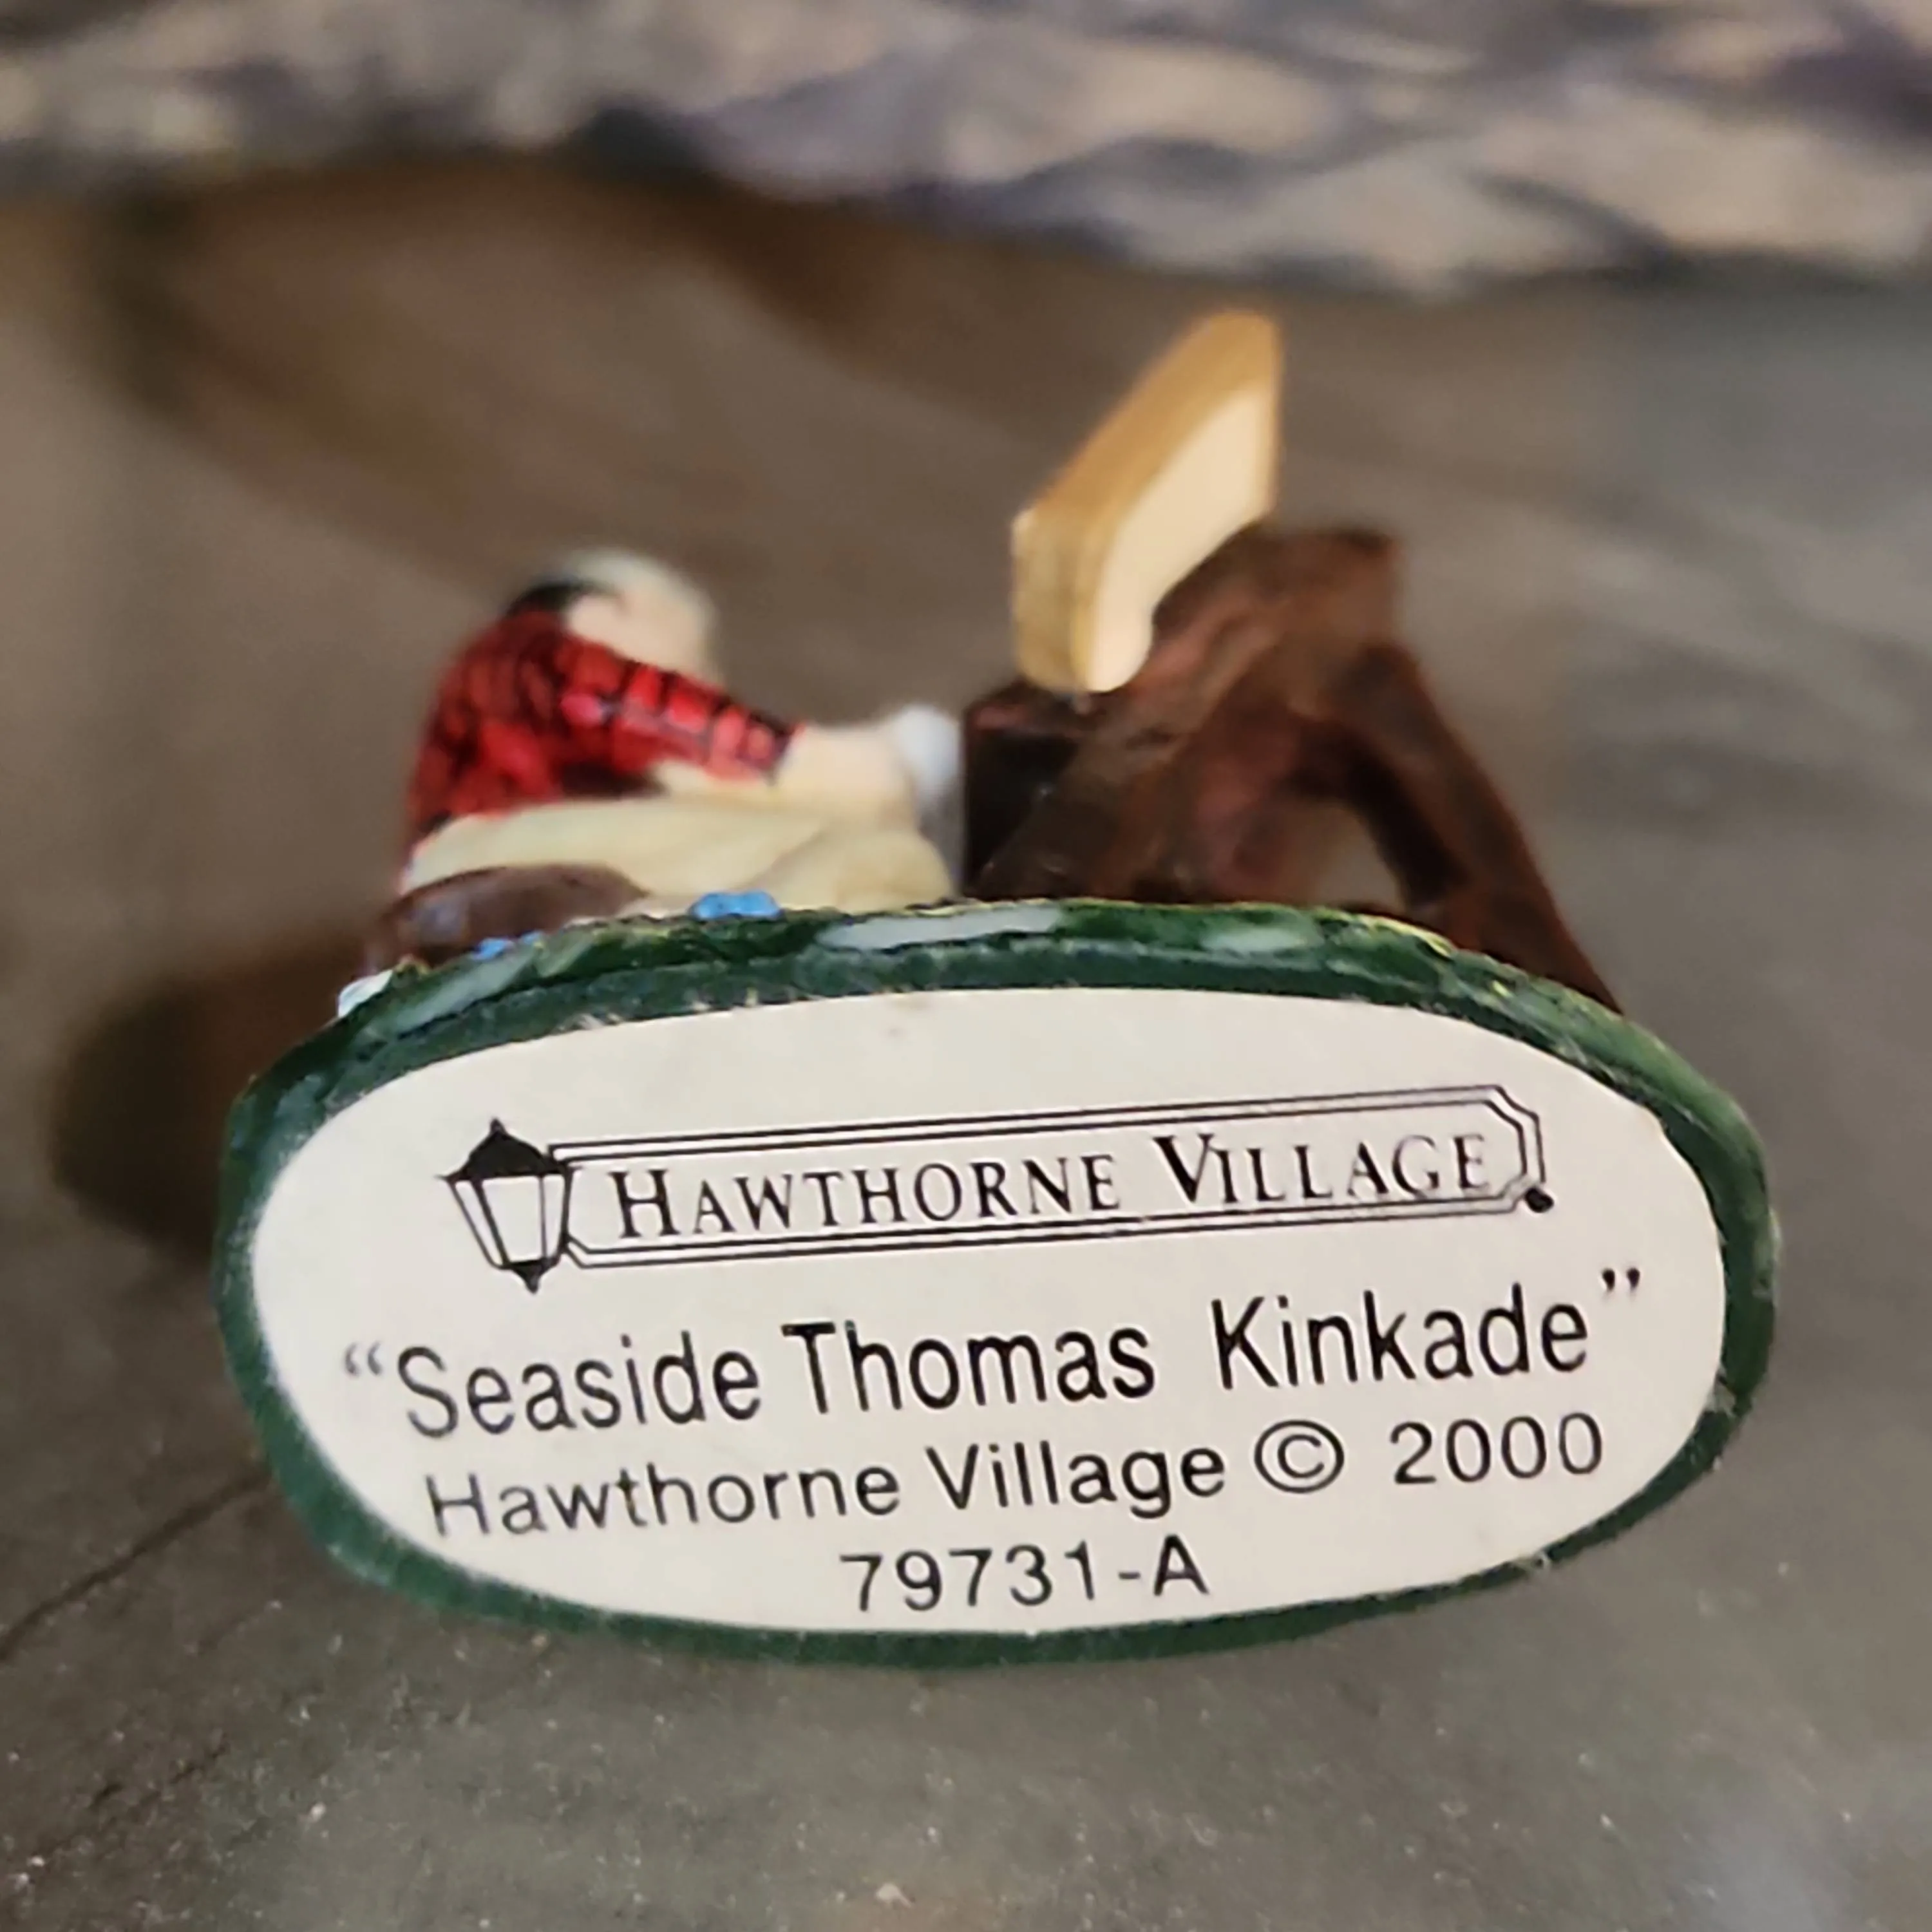 HAWTHORNE VILLAGE
“Seaside Thomas Kinkade”
Hawthorne Village © 2000
79731-A